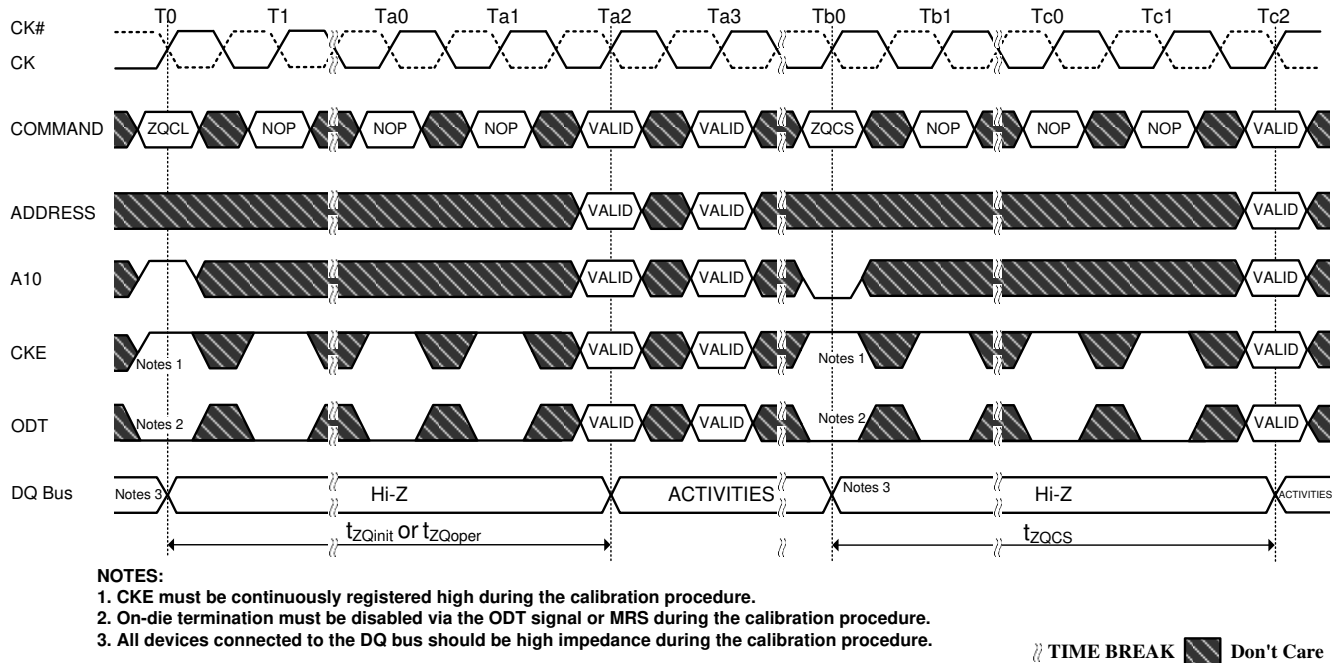 T0 T1 Ta0 Ta1 Ta2 Ta3 Tb0 Tb1 Tc0 Tc1 Tc2
CK#
CK
COMMAND ZQCL NOP NOP NOP VALID VALID ZQCS NOP NOP NOP VALID
ADDRESS VALID VALID VALID
A10 VALID VALID VALID
CKE Notes 1 VALID VALID Notes 1 VALID
ODT Notes 2 VALID VALID Notes 2 VALID
DQ Bus Notes 3 Hi-Z ACTIVITIES Notes 3 Hi-Z ACTIVITIES
tZQinit or tZQoper tZQCS
NOTES:
1. CKE must be continuously registered high during the calibration procedure.
2. On-die termination must be disabled via the ODT signal or MRS during the calibration procedure.
3. All devices connected to the DQ bus should be high impedance during the calibration procedure.
TIME BREAK Don't Care